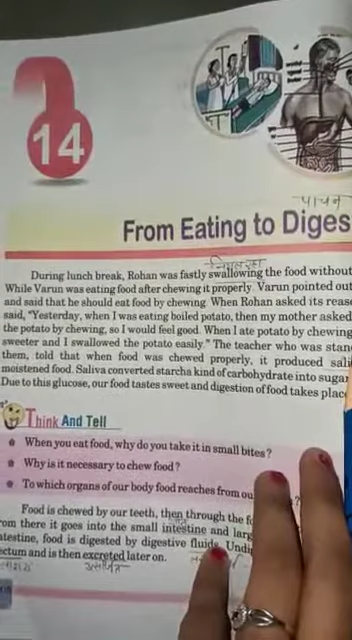 14
पाचन
From Eating to Diges
निगल रहा
During lunch break, Rohan was fastly swallowing the food without
While Varun was eating food after chewing it properly. Varun pointed out
and said that he should eat food by chewing. When Rohan asked its reas
said, "Yesterday, when I was eating boiled potato, then my mother asked
the potato by chewing, so I would feel good. When I ate potato by chewing
sweeter and I swallowed the potato easily." The teacher who was stan
them, told that when food was chewed properly, it produced sali
moistened food. Saliva converted starcha kind of carbohydrate into sugar
Due to this glucose, our food tastes sweet and digestion of food takes place
Think And Tell
When you eat food, why do you take it in small bites?
Why is it necessary to chew food?
To which organs of our body food reaches from ou ?
Food is chewed by our teeth, then through the f
rom there it goes into the small intestine and larg
ntestine, food is digested by digestive fluids. Undi
ectum and is then excreted later on.